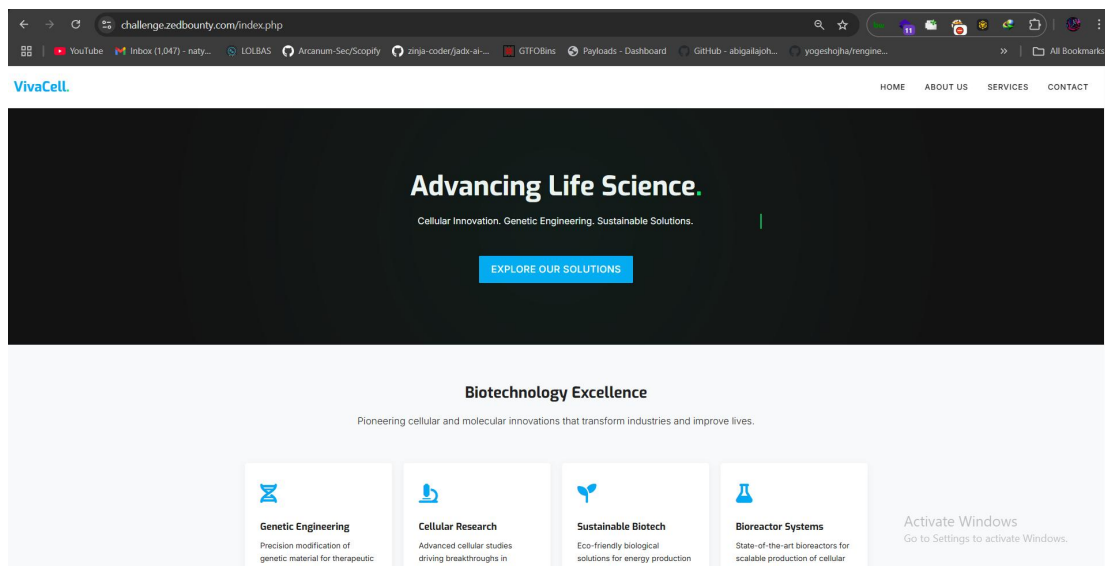 challenge.zedbounty.com/index.php
11
YouTube Inbox (1,047) - naty... LOLBAS Arcanum-Sec/Scopify zinja-coder/jadx-ai-... GTFOBins Payloads - Dashboard GitHub - abigailajoh... yogeshojha/rengine... » All Bookmarks
VivaCell.
HOME ABOUT US SERVICES CONTACT
Advancing Life Science.
Cellular Innovation. Genetic Engineering. Sustainable Solutions.
EXPLORE OUR SOLUTIONS
Biotechnology Excellence
Pioneering cellular and molecular innovations that transform industries and improve lives.
Genetic Engineering
Precision modification of
genetic material for therapeutic
Cellular Research
Advanced cellular studies
driving breakthroughs in
Sustainable Biotech
Eco-friendly biological
solutions for energy production
Bioreactor Systems
State-of-the-art bioreactors for
scalable production of cellular
Activate Windows
Go to Settings to activate Windows.